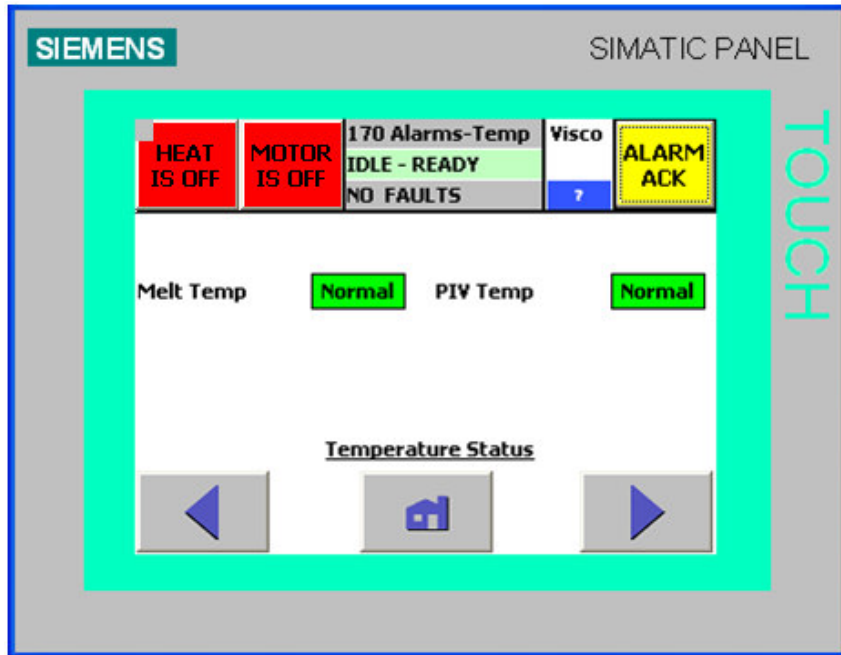 SIEMENS
SIMATIC PANEL
TOUCH
HEAT
IS OFF
MOTOR
IS OFF
170 Alarms-Temp
IDLE - READY
NO FAULTS
Visco
?
ALARM
ACK
Melt Temp
Normal
PIV Temp
Normal
Temperature Status